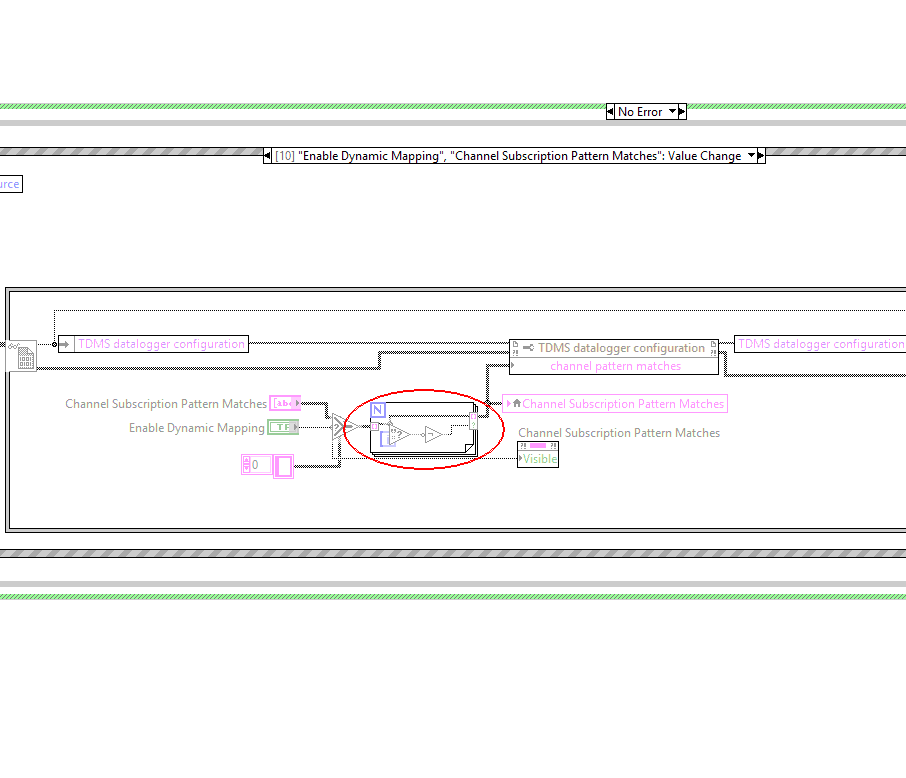 No Error
[10] "Enable Dynamic Mapping", "Channel Subscription Pattern Matches": Value Change
urce
TDMS datalogger configuration
TDMS datalogger configuration
channel pattern matches
TDMS datalogger configuration
Channel Subscription Pattern Matches
abc
N
Channel Subscription Pattern Matches
Enable Dynamic Mapping
TF
Channel Subscription Pattern Matches
0
Visible